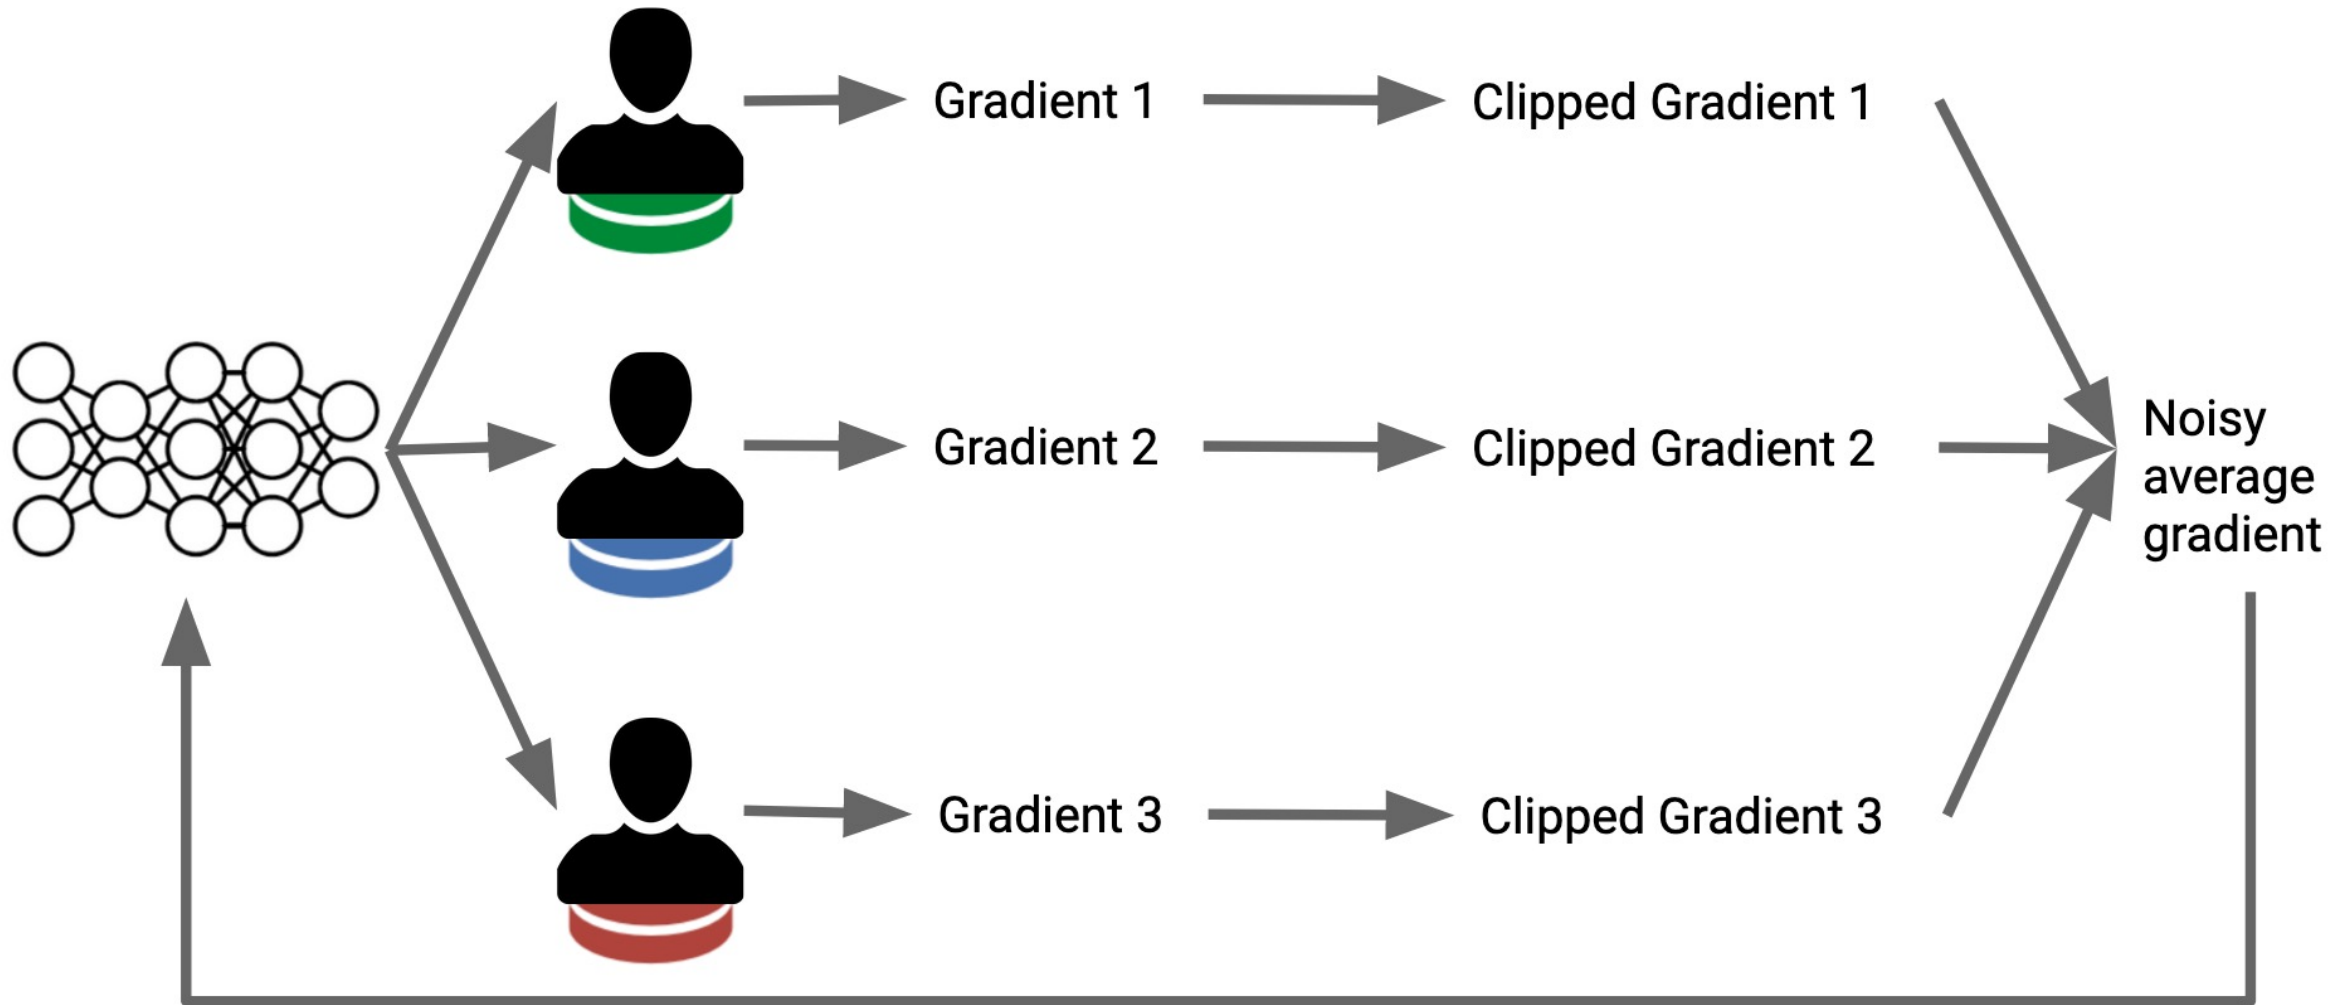 Gradient 1
Clipped Gradient 1
Gradient 2
Clipped Gradient 2
Noisy
average
gradient
Gradient 3
Clipped Gradient 3